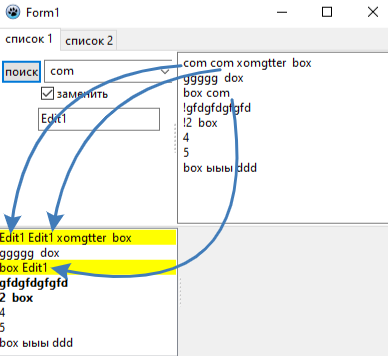 Form1
список 1 список 2
поиск com
заменить
Edit1
com com xomgtter box
ggggg dox
box com
!gfdgfdgfgfd
!2 box
4
5
box ыыы ddd
Edit1 Edit1 xomgtter box
ggggg dox
box Edit1
gfdgfdgfgfd
2 box
4
5
box ыыы ddd